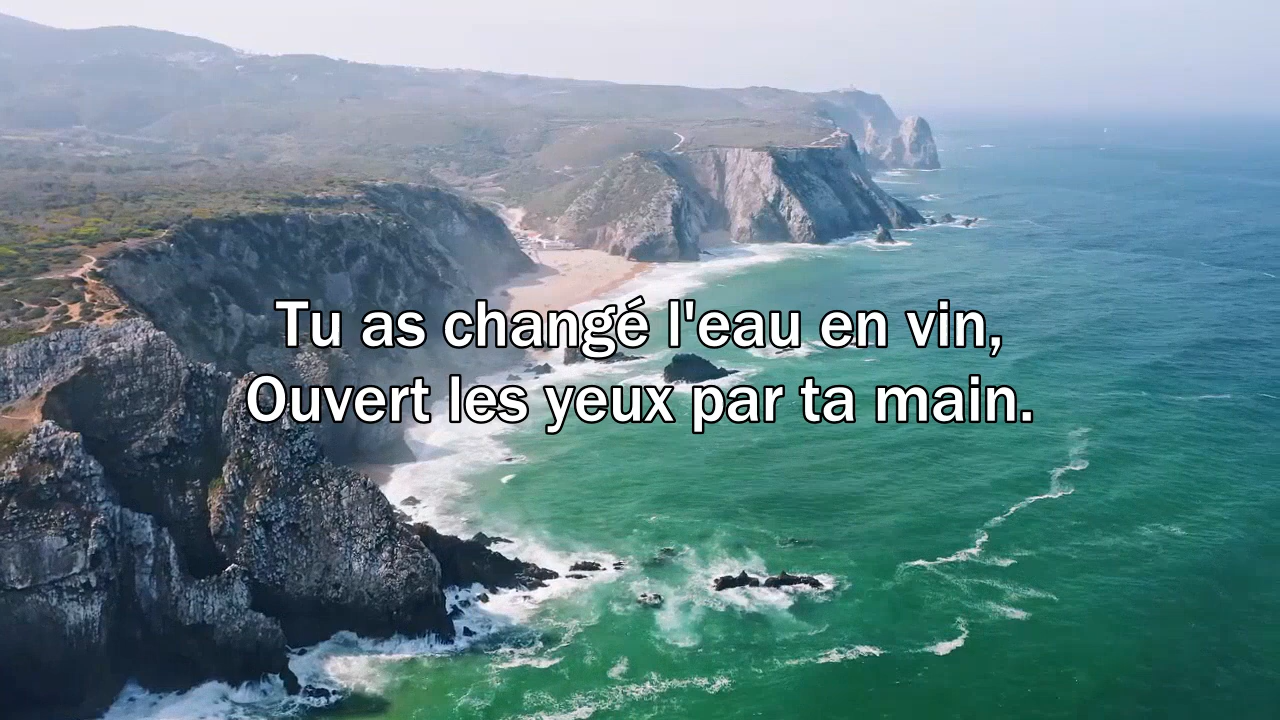 Tu as changé l'eau en vin,
Ouvert les yeux par ta main.